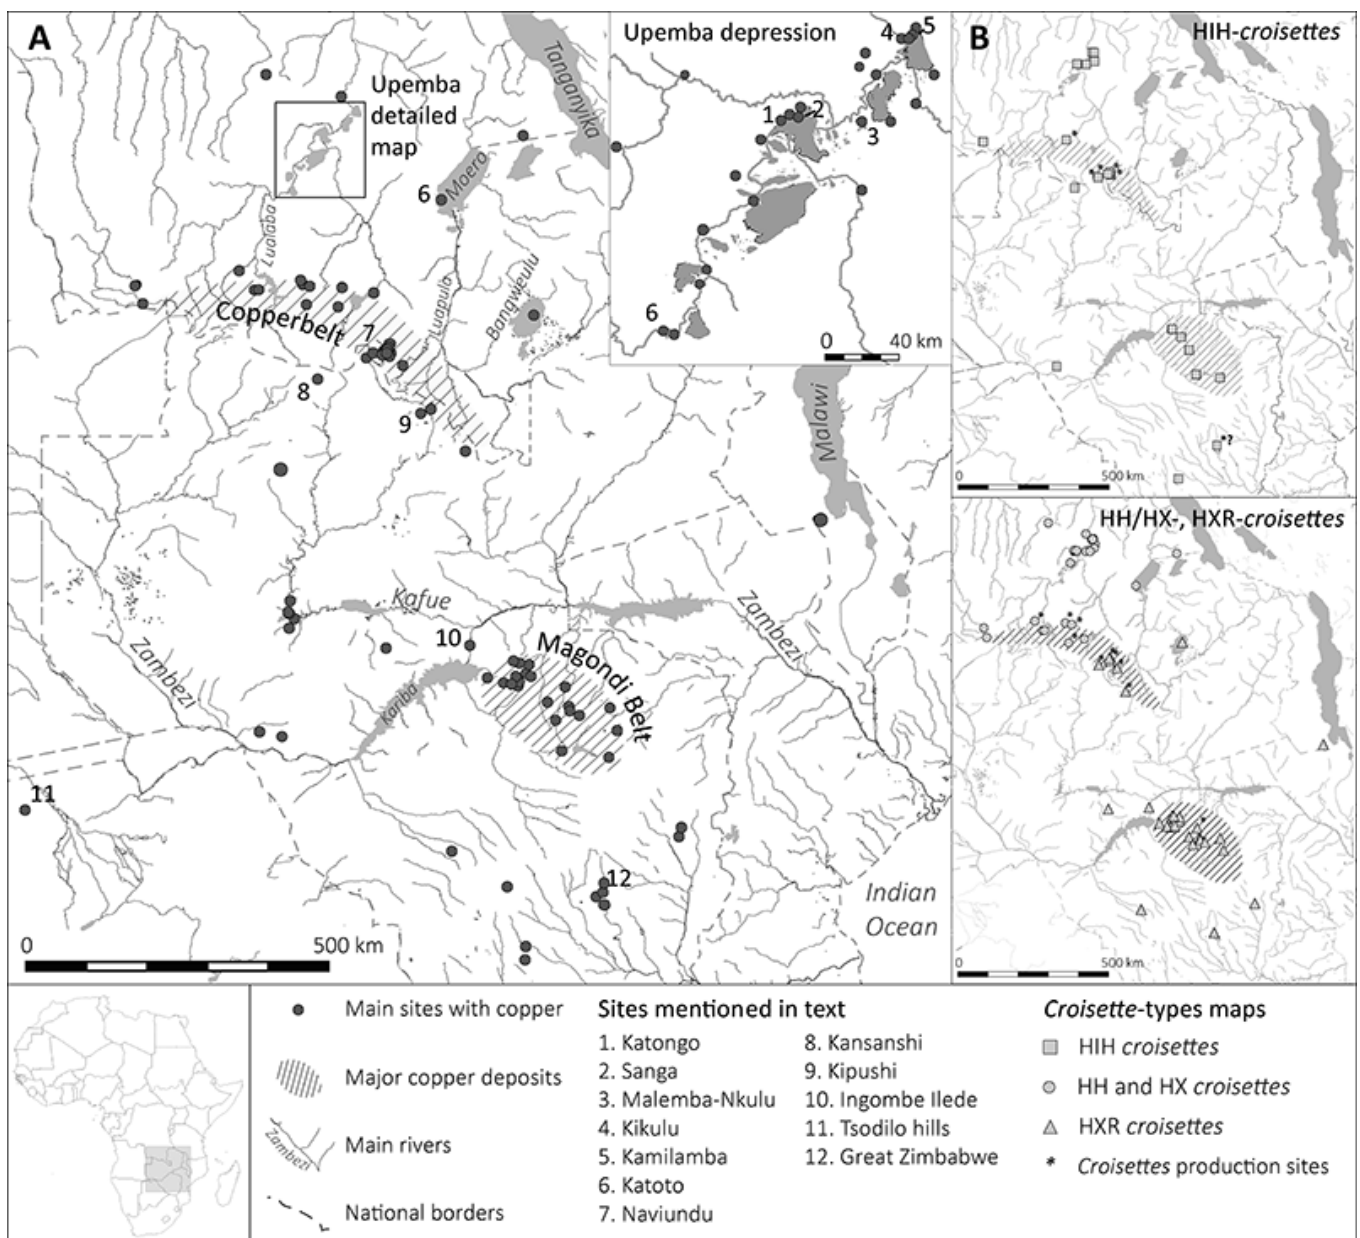 A
Upemba
detailed
map
Tanganyika
Moero
6
Lualaba
Luapula
Bangweulu
Copperbelt
7
8
9
Malawi
Kafue
Zambezi
10
Magondi Belt
Zambezi
Kariba
11
12
Indian
Ocean
0
500 km
Upemba depression
1
2
3
4
5
6
0
40 km
B
HIH-croisettes
*?
0
500 km
HH/HX-, HXR-croisettes
0
500 km
Main sites with copper
Major copper deposits
Zambezi
Main rivers
National borders
Sites mentioned in text
1. Katongo
2. Sanga
3. Malemba-Nkulu
4. Kikulu
5. Kamilamba
6. Katoto
7. Naviundu
8. Kansanshi
9. Kipushi
10. Ingombe Ilede
11. Tsodilo hills
12. Great Zimbabwe
Croisette-types maps
HIH croisettes
HH and HX croisettes
HXR croisettes
* Croisettes production sites